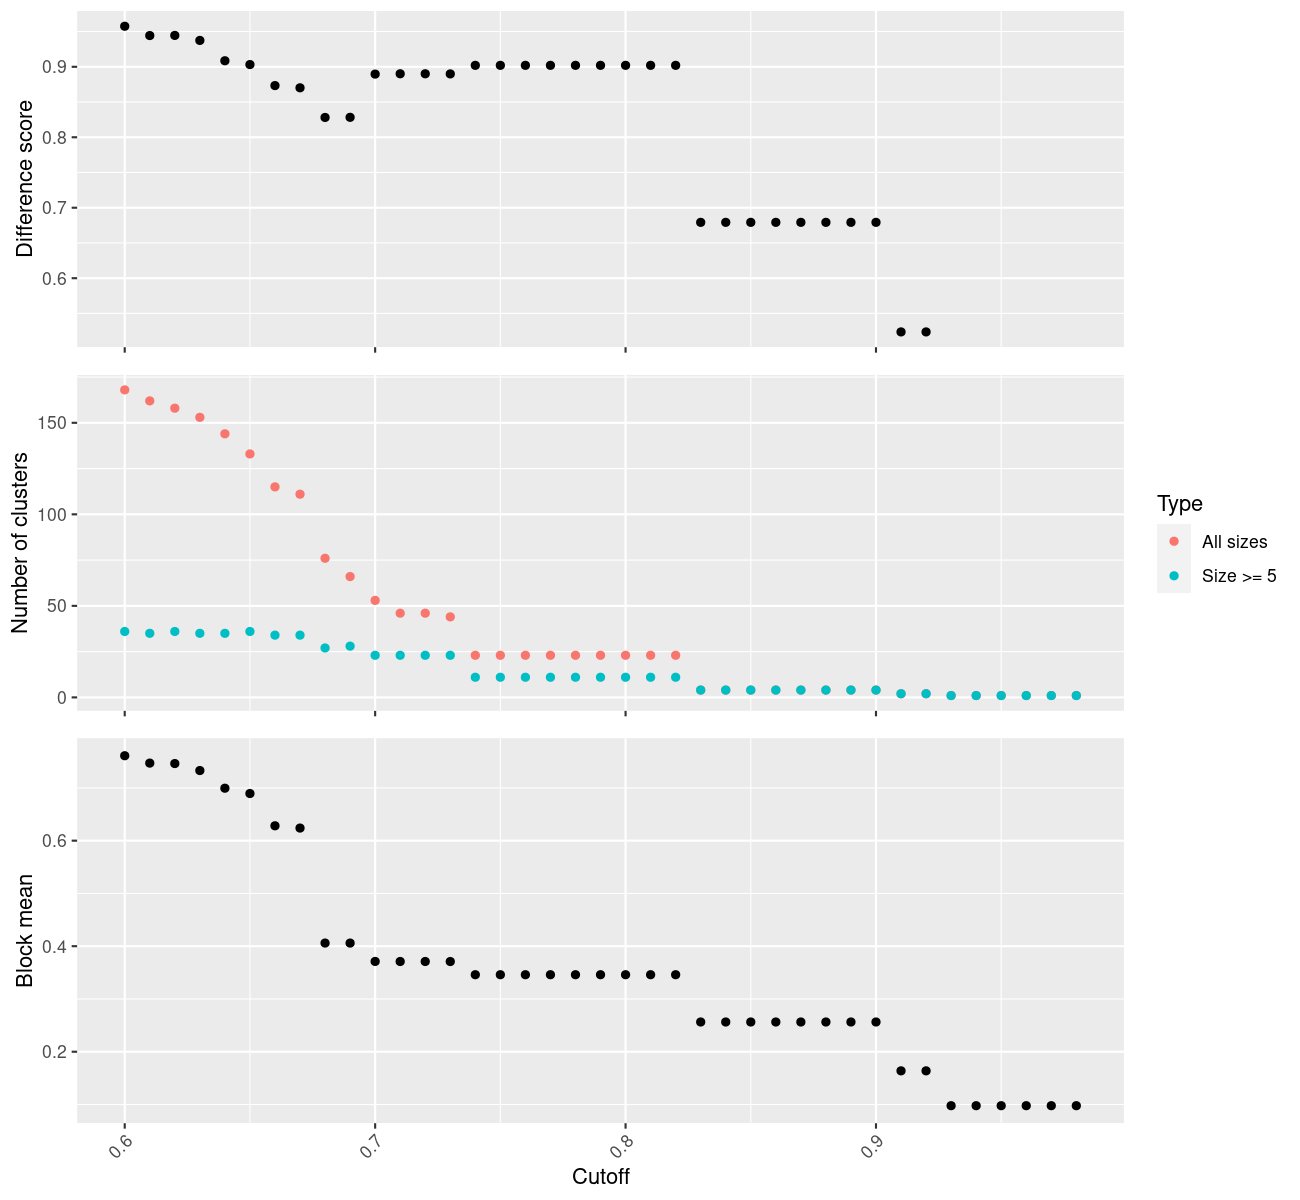 Difference score
0.9
0.8
0.7
0.6
Number of clusters
150
100
50
0
Type
All sizes
Size >= 5
Block mean
0.6
0.4
0.2
0.6
0.7
0.8
0.9
Cutoff